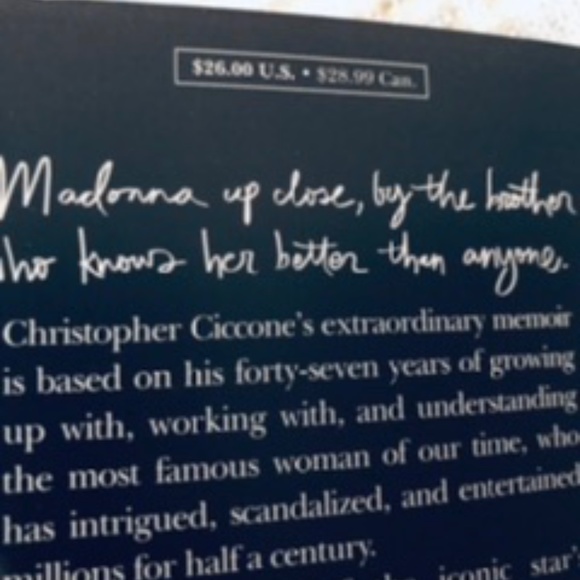 $26.00 U.S. • $28.99 Can.
Madonna up close, by the brother
who knows her better than anyone.
Christopher Ciccone's extraordinary memoir
is based on his forty-seven years of growing
up with, working with, and understanding
the most famous woman of our time, who
has intrigued, scandalized, and entertained
millions for half a century.
iconic star's